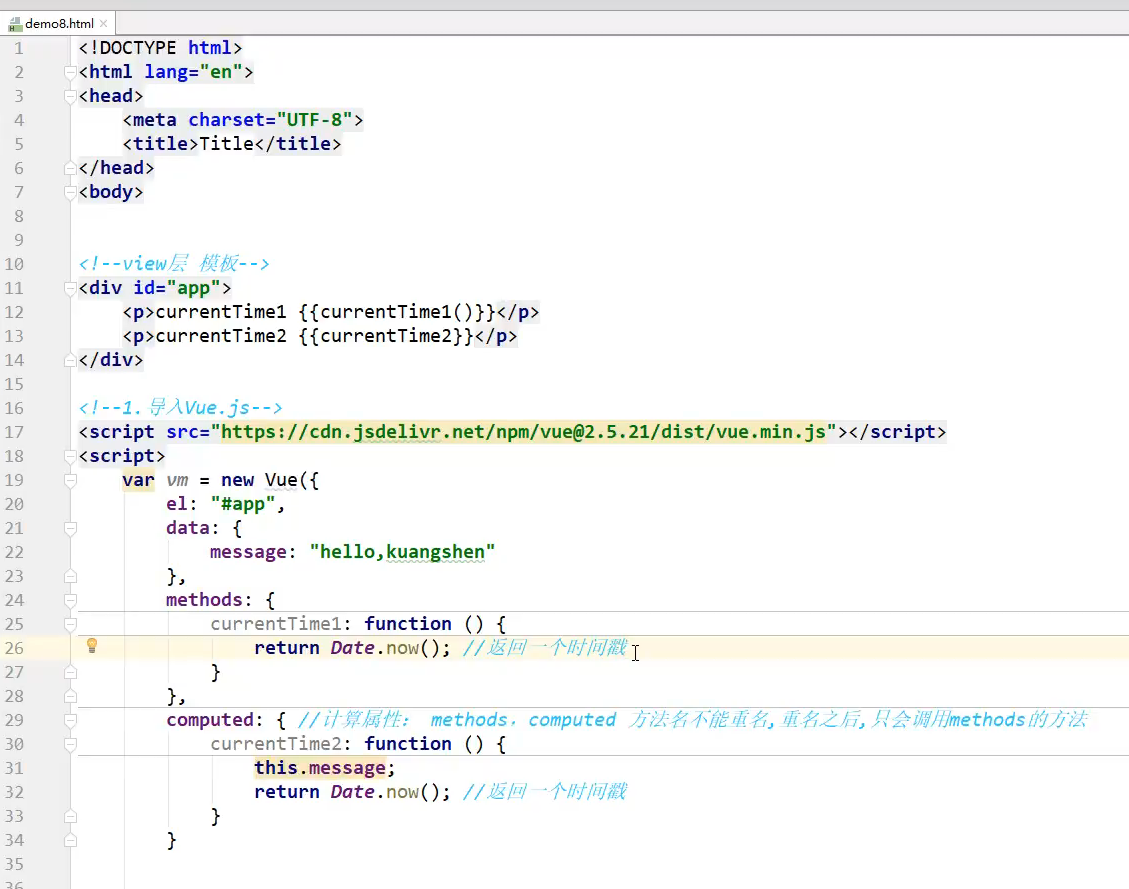 demo8.html
1 <!DOCTYPE html>
2 <html lang="en">
3 <head>
4     <meta charset="UTF-8">
5     <title>Title</title>
6 </head>
7 <body>
8
9
10 <!--view层 模板-->
11 <div id="app">
12     <p>currentTime1 {{currentTime1()}}</p>
13     <p>currentTime2 {{currentTime2}}</p>
14 </div>
15
16 <!--1.导入Vue.js-->
17 <script src="https://cdn.jsdelivr.net/npm/vue@2.5.21/dist/vue.min.js"></script>
18 <script>
19     var vm = new Vue({
20         el: "#app",
21         data: {
22             message: "hello,kuangshen"
23         },
24         methods: {
25             currentTime1: function () {
26                 return Date.now(); //返回一个时间戳
27             }
28         },
29         computed: { //计算属性： methods，computed 方法名不能重名,重名之后,只会调用methods的方法
30             currentTime2: function () {
31                 this.message;
32                 return Date.now(); //返回一个时间戳
33             }
34         }
35
36